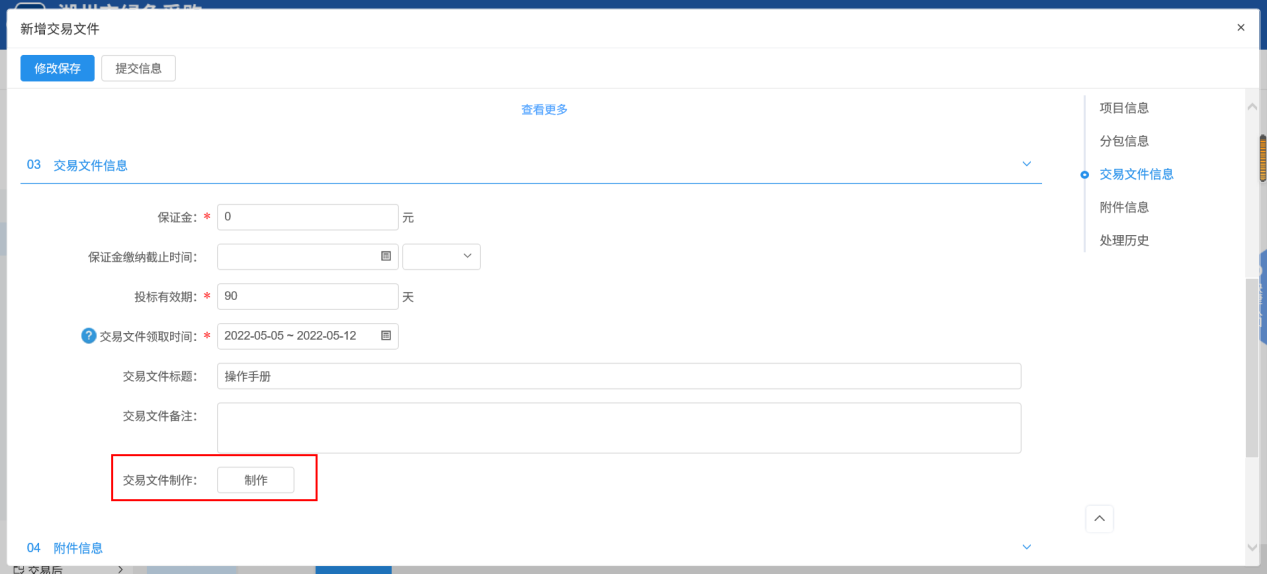 新增交易文件 ×
修改保存 提交信息
查看更多
项目信息
分包信息
03 交易文件信息
交易文件信息
附件信息
处理历史
保证金: * 0 元
保证金缴纳截止时间:
投标有效期: * 90 天
? 交易文件领取时间: * 2022-05-05 ~ 2022-05-12
交易文件标题: 操作手册
交易文件备注:
交易文件制作: 制作
04 附件信息
交易后